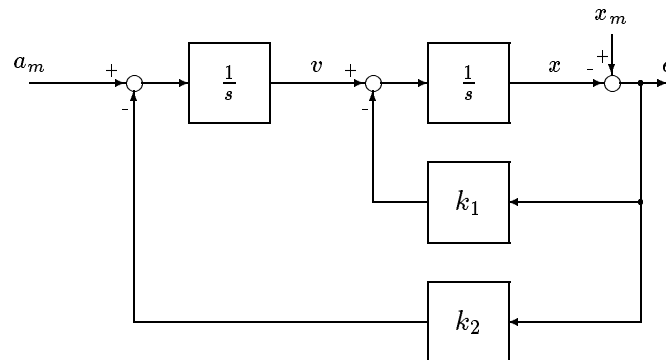 x_m
a_m + 1/s v + 1/s x - + e
- -
k_1
k_2